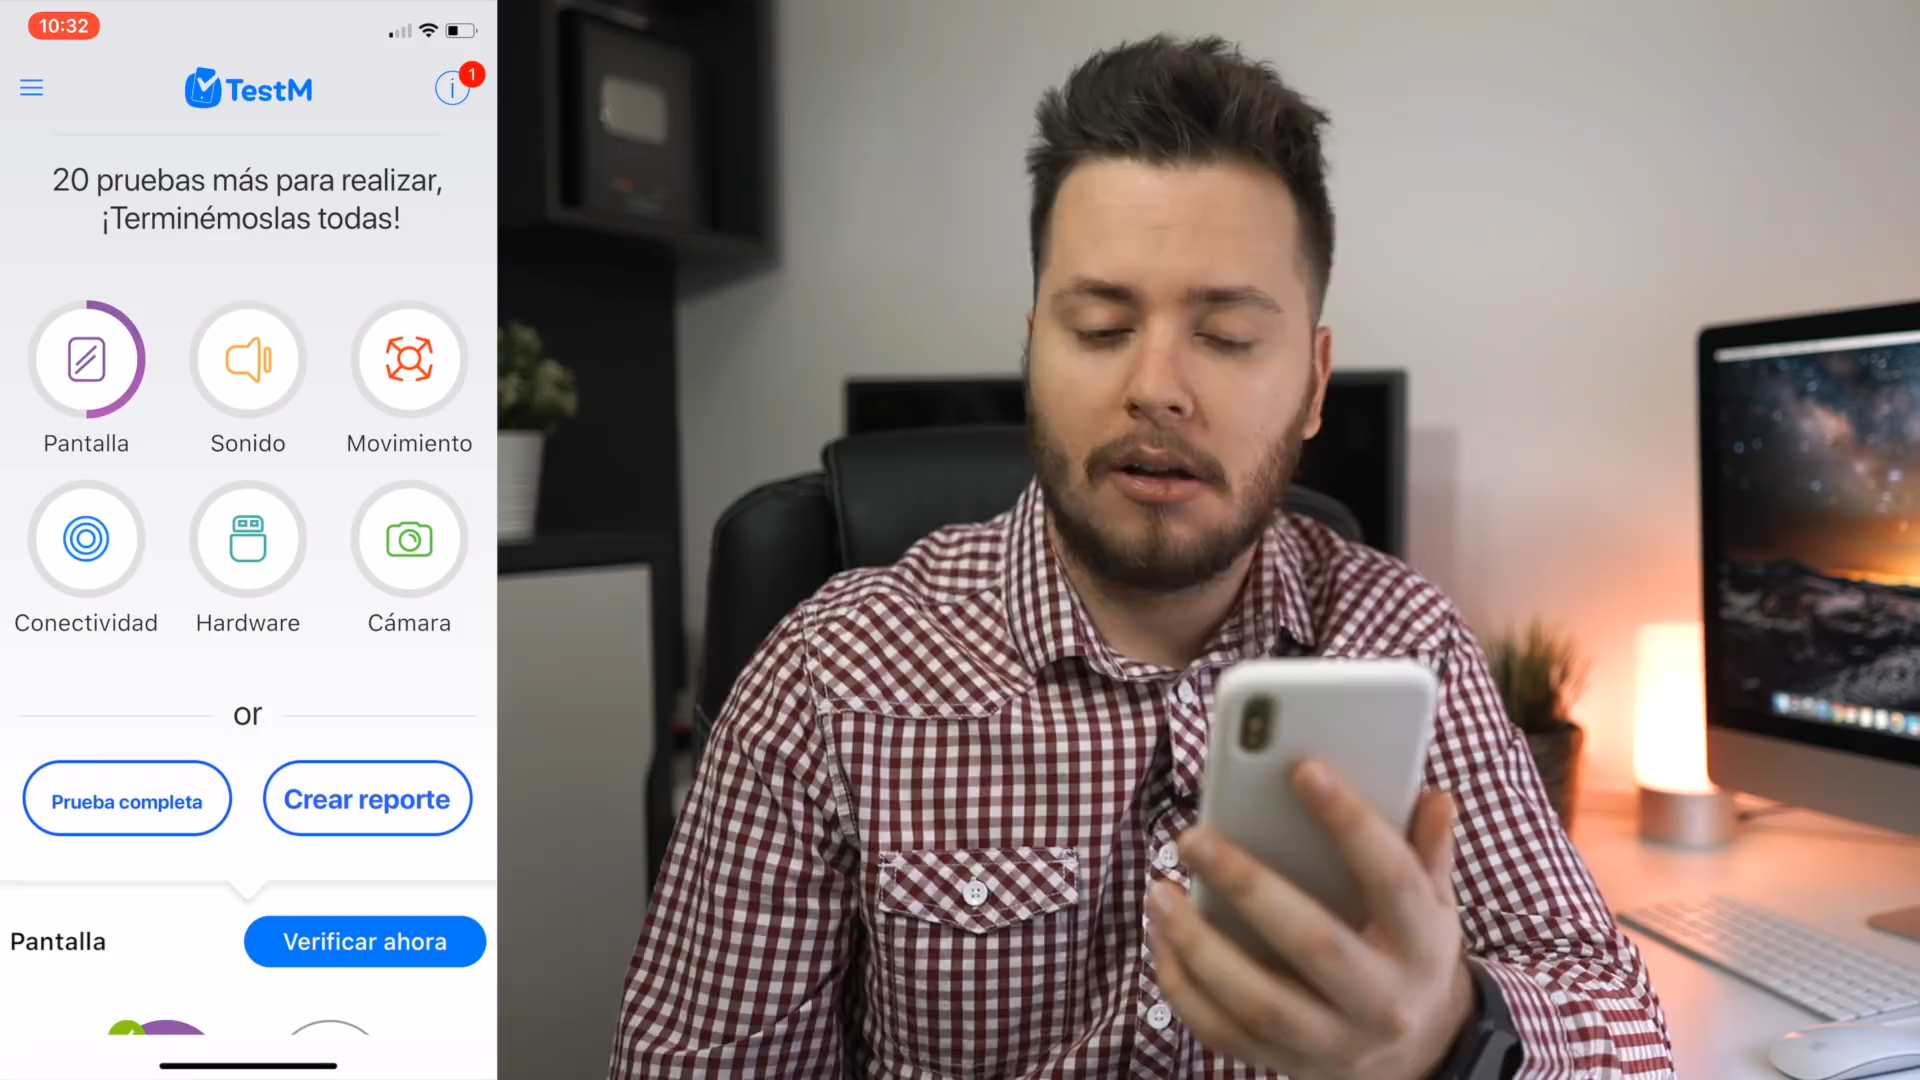 10:32
TestM
i
1
20 pruebas más para realizar,
¡Terminémoslas todas!
Pantalla
Sonido
Movimiento
Conectividad
Hardware
Cámara
or
Prueba completa
Crear reporte
Pantalla
Verificar ahora